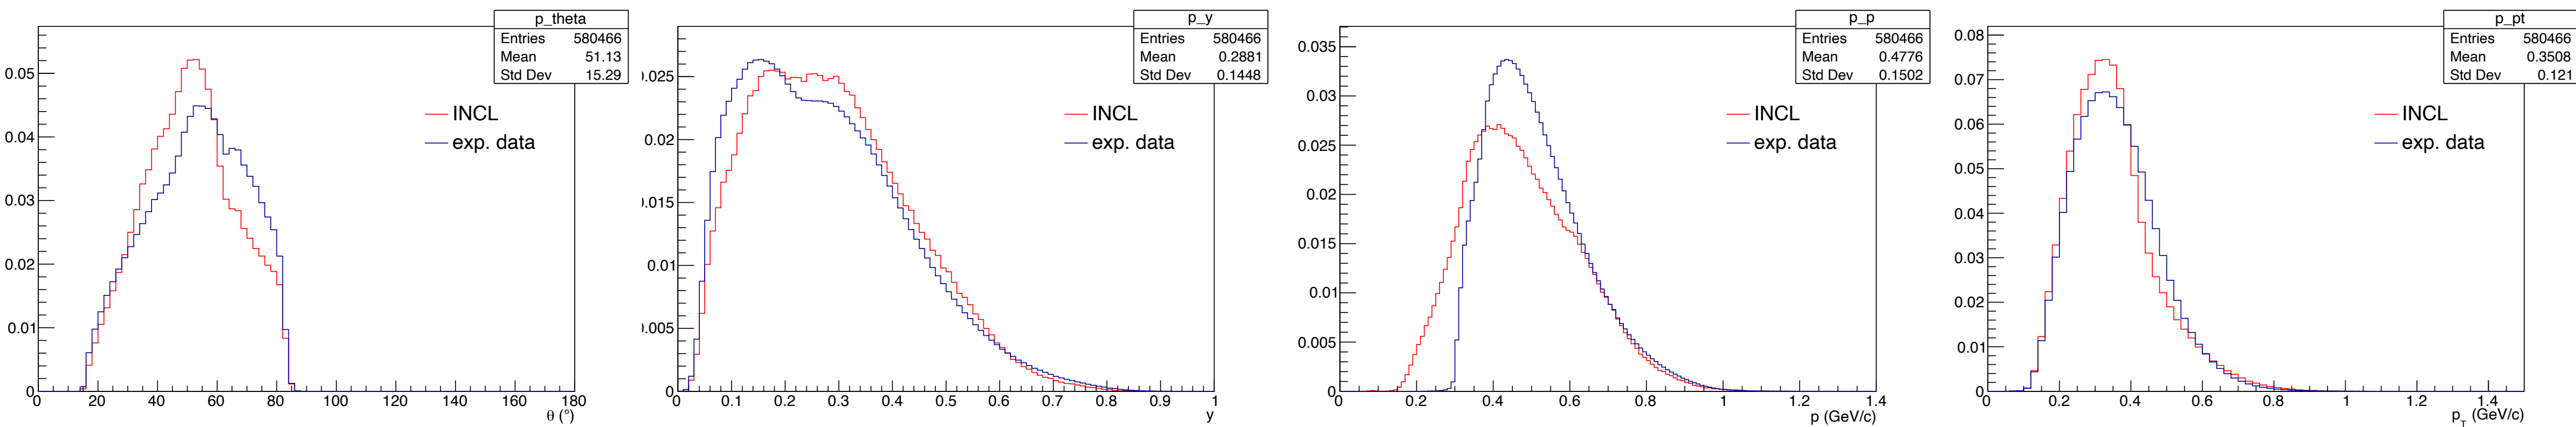 p_theta
Entries 580466
Mean 51.13
Std Dev 15.29
0.05
0.04
0.03
0.02
0.01
0
INCL
exp. data
0 20 40 60 80 100 120 140 160 180
θ (°)
p_y
Entries 580466
Mean 0.2881
Std Dev 0.1448
0.025
0.02
0.015
0.01
0.005
0
INCL
exp. data
0 0.1 0.2 0.3 0.4 0.5 0.6 0.7 0.8 0.9 1
y
p_p
Entries 580466
Mean 0.4776
Std Dev 0.1502
0.035
0.03
0.025
0.02
0.015
0.01
0.005
0
INCL
exp. data
0 0.2 0.4 0.6 0.8 1 1.2 1.4
p (GeV/c)
p_pt
Entries 580466
Mean 0.3508
Std Dev 0.121
0.08
0.07
0.06
0.05
0.04
0.03
0.02
0.01
0
INCL
exp. data
0 0.2 0.4 0.6 0.8 1 1.2 1.4
p_T (GeV/c)